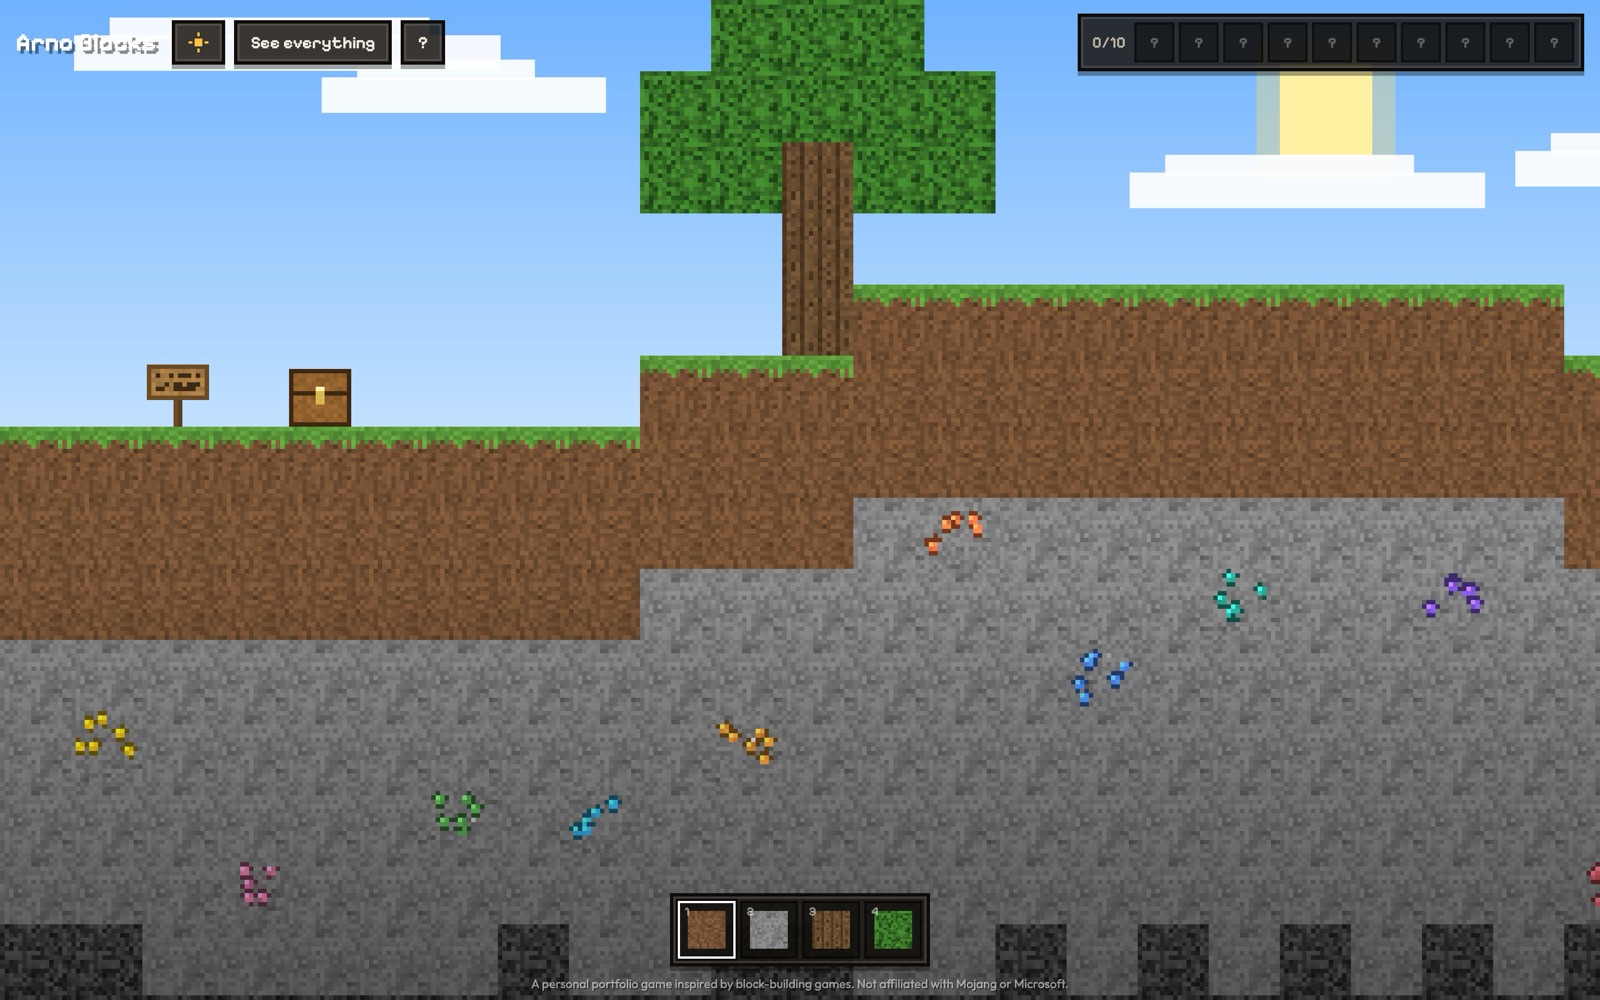 Arno Blocks
See everything
?
0/10 ? ? ? ? ? ? ? ? ? ?
1 2 3 4
A personal portfolio game inspired by block-building games. Not affiliated with Mojang or Microsoft.